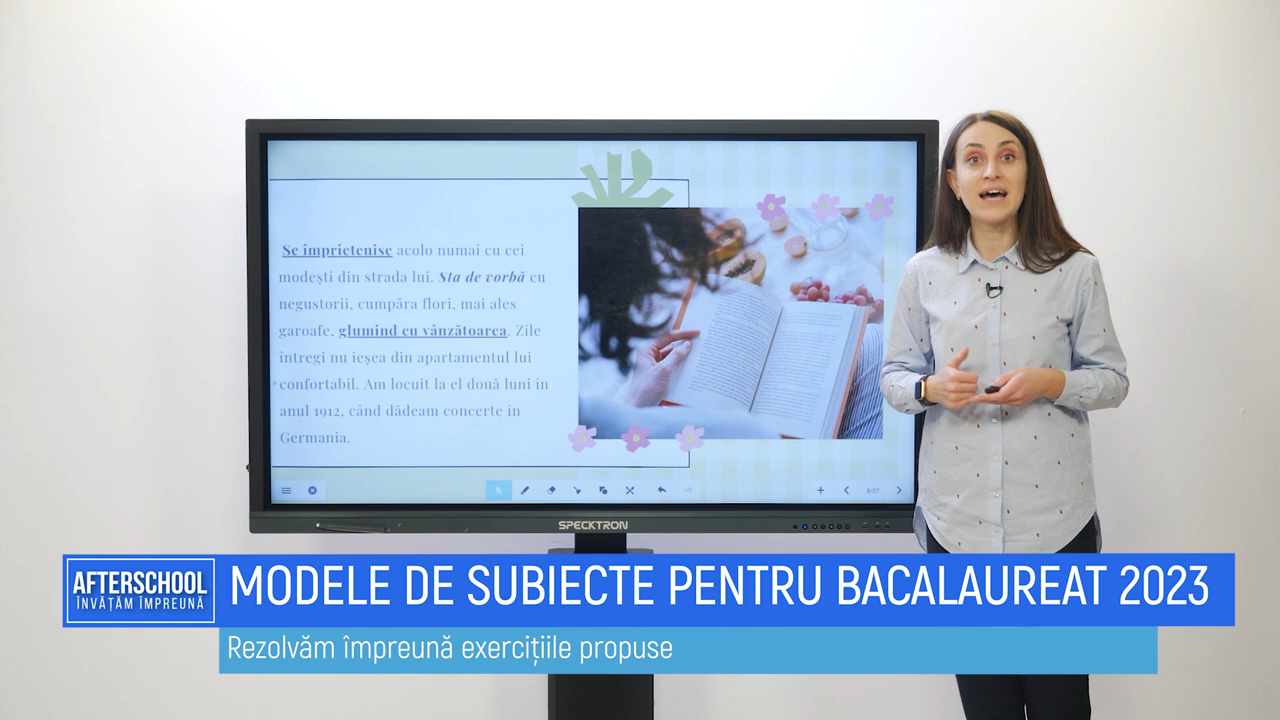 Se împrietenise acolo numai cu cei
modești din strada lui. Sta de vorbă cu
negustorii, cumpăra flori, mai ales
garoafe, glumind cu vânzătoarea. Zile
întregi nu ieșea din apartamentul lui
confortabil. Am locuit la el două luni în
anul 1912, când dădeam concerte în
Germania.
9/27
SPECKTRON
AFTERSCHOOL
ÎNVĂȚĂM ÎMPREUNĂ
MODELE DE SUBIECTE PENTRU BACALAUREAT 2023
Rezolvăm împreună exercițiile propuse